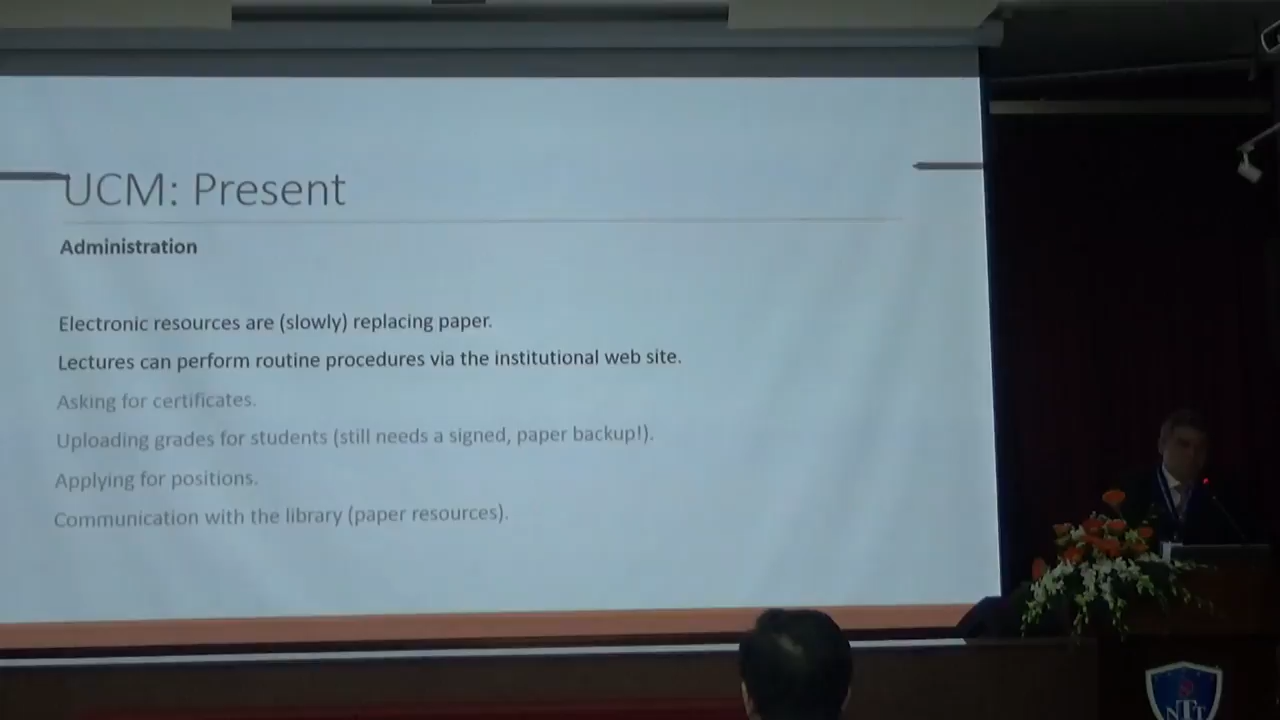 UCM: Present
Administration
Electronic resources are (slowly) replacing paper.
Lectures can perform routine procedures via the institutional web site.
Asking for certificates.
Uploading grades for students (still needs a signed, paper backup!).
Applying for positions.
Communication with the library (paper resources).
NTT